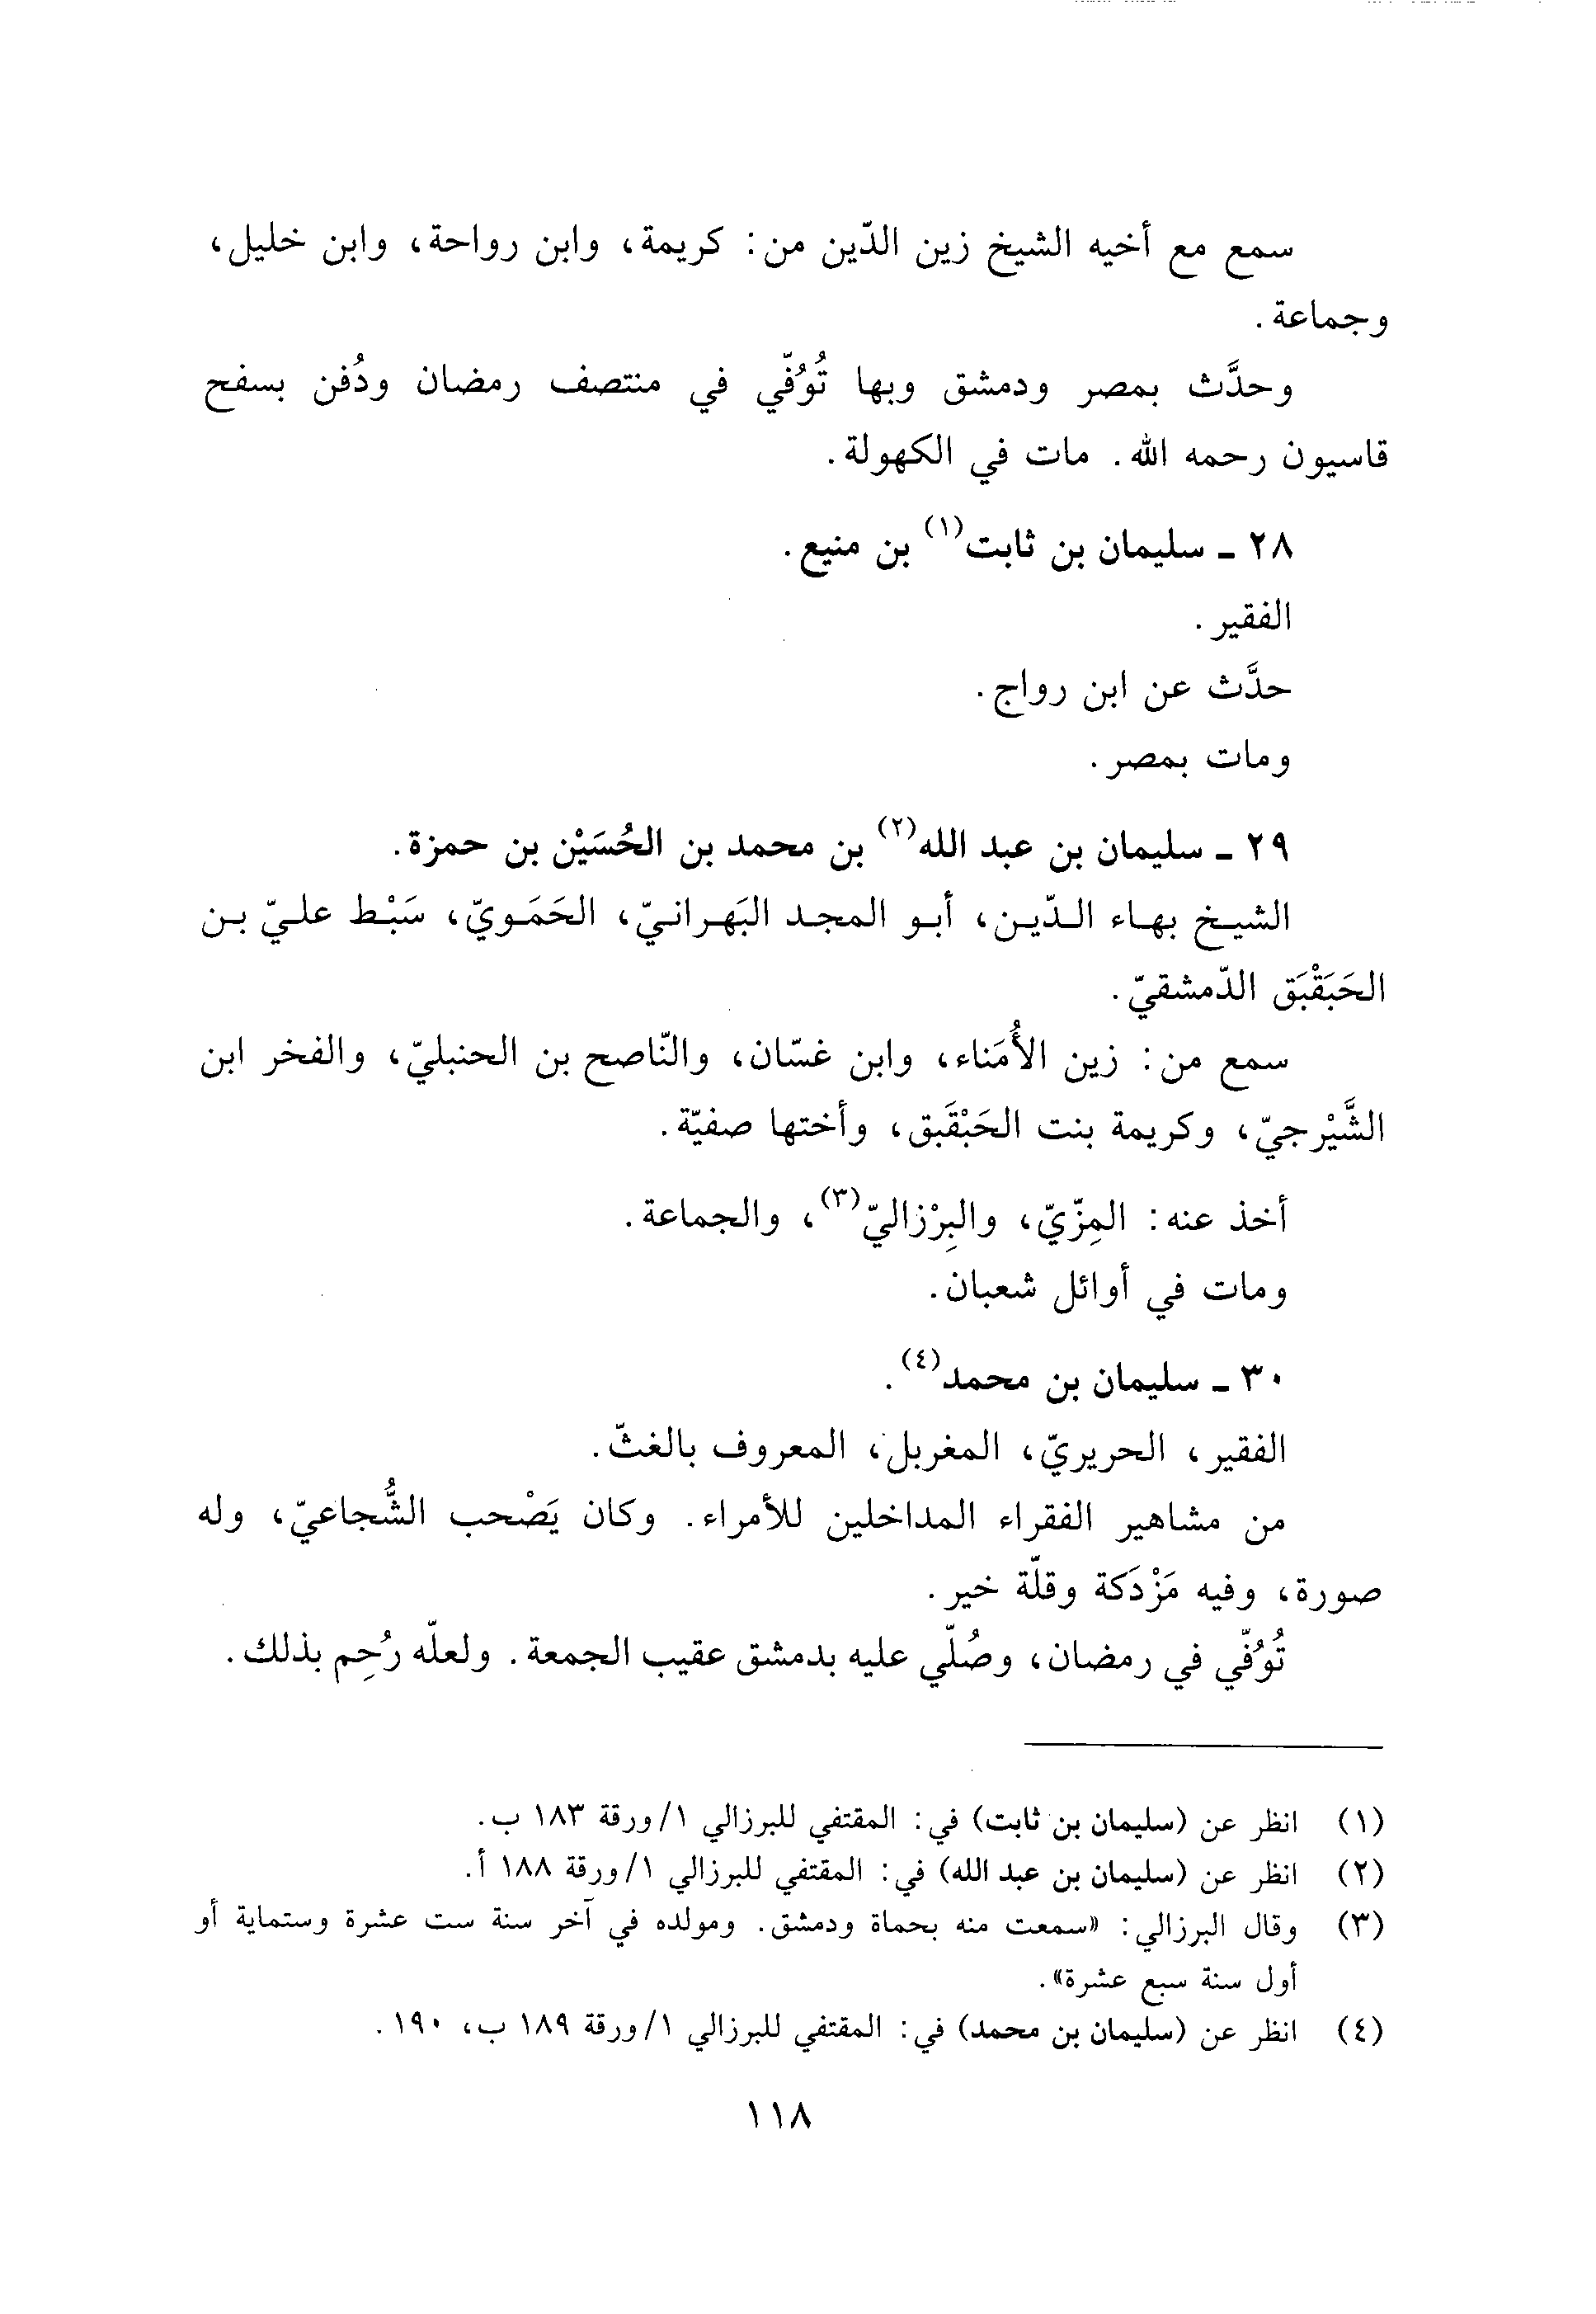 سمع مع أخيه الشيخ زين الدّين من: كريمة، وابن رواحة، وابن خليل،
وجماعة.
وحدَّث بمصر ودمشق وبها تُوُفّي في منتصف رمضان ودُفن بسفح
قاسيون رحمه الله. مات في الكهولة.
٢٨ ـ سليمان بن ثابت(١) بن منيع.
الفقير.
حدَّث عن ابن رواج.
ومات بمصر.
٢٩ ـ سليمان بن عبد الله(٢) بن محمد بن الحُسَيْن بن حمزة.
الشيخ بهاء الدّين، أبو المجد البَهرانيّ، الحَمَويّ، سَبْط عليّ بن
الحَبَقْبَق الدّمشقيّ.
سمع من: زين الأُمَناء، وابن غسّان، والنّاصح بن الحنبليّ، والفخر ابن
الشَّيْرجيّ، وكريمة بنت الحَبْقَبق، وأختها صفيّة.
أخذ عنه: المِزّيّ، والبِرْزاليّ(٣)، والجماعة.
ومات في أوائل شعبان.
٣٠ ـ سليمان بن محمد(٤).
الفقير، الحريريّ، المغربل، المعروف بالغثّ.
من مشاهير الفقراء المداخلين للأمراء. وكان يَصْحب الشُّجاعيّ، وله
صورة، وفيه مَزْدَكة وقلّة خير.
تُوُفّي في رمضان، وصُلّي عليه بدمشق عقيب الجمعة. ولعلّه رُحِم بذلك.
(١) انظر عن (سليمان بن ثابت) في: المقتفي للبرزالي ١/ورقة ١٨٣ ب.
(٢) انظر عن (سليمان بن عبد الله) في: المقتفي للبرزالي ١/ورقة ١٨٨ أ.
(٣) وقال البرزالي: «سمعت منه بحماة ودمشق. ومولده في آخر سنة ست عشرة وستماية أو
أول سنة سبع عشرة».
(٤) انظر عن (سليمان بن محمد) في: المقتفي للبرزالي ١/ورقة ١٨٩ ب، ١٩٠.
١١٨